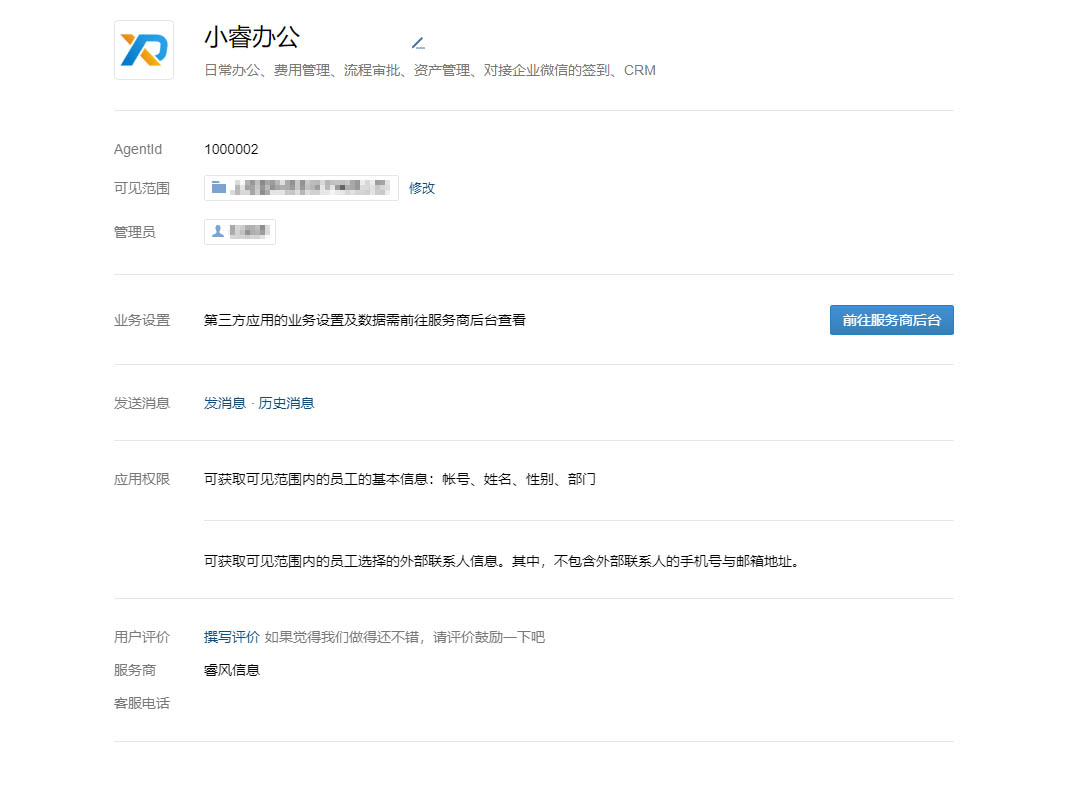 小睿办公
日常办公、费用管理、流程审批、资产管理、对接企业微信的签到、CRM
AgentId 1000002
可见范围 修改
管理员
业务设置 第三方应用的业务设置及数据需前往服务商后台查看 前往服务商后台
发送消息 发消息 · 历史消息
应用权限 可获取可见范围内的员工的基本信息：帐号、姓名、性别、部门
可获取可见范围内的员工选择的外部联系人信息。其中，不包含外部联系人的手机号与邮箱地址。
用户评价 撰写评价 如果觉得我们做得还不错，请评价鼓励一下吧
服务商 睿风信息
客服电话